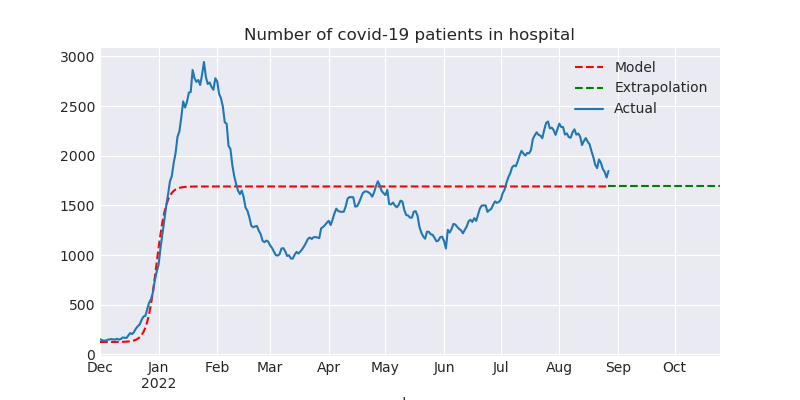 Number of covid-19 patients in hospital
3000
2500
2000
1500
1000
500
0
Model
Extrapolation
Actual
Dec Jan Feb Mar Apr May Jun Jul Aug Sep Oct
2022